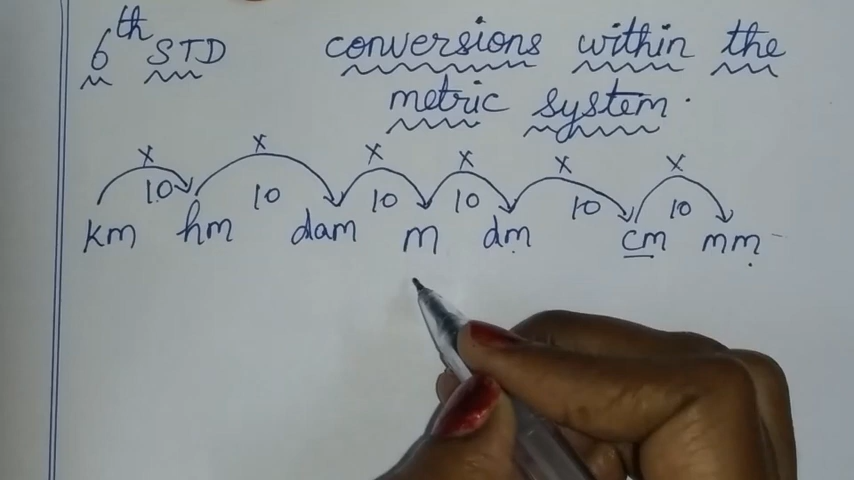 6th STD conversions within the
metric system.
x x x x x x
10 10 10 10 10 10
km hm dam m dm cm mm